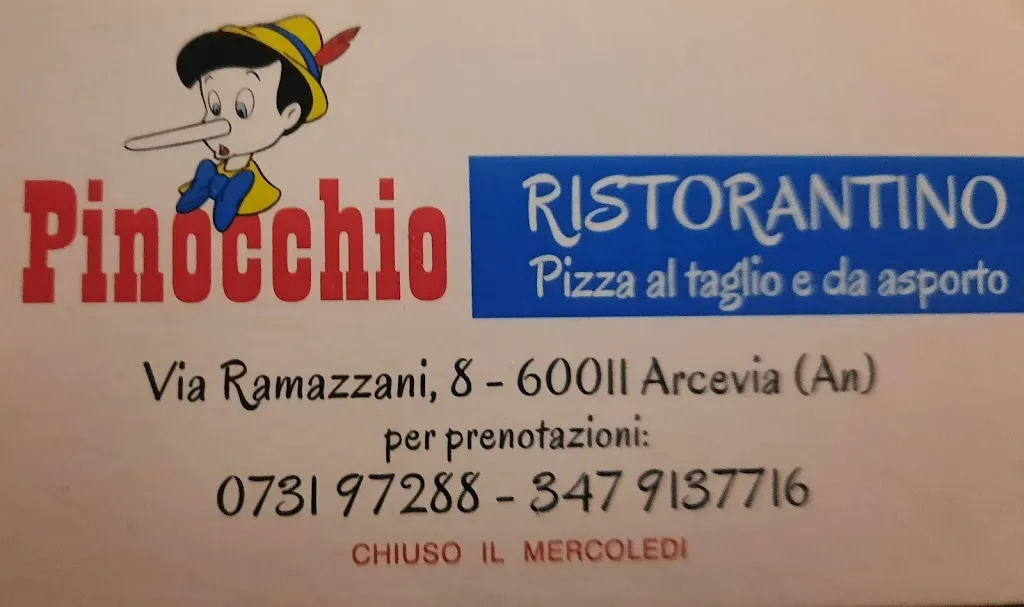 Pinocchio
RISTORANTINO
Pizza al taglio e da asporto
Via Ramazzani, 8 - 60011 Arcevia (An)
per prenotazioni:
0731 97288 - 347 9137716
CHIUSO IL MERCOLEDI